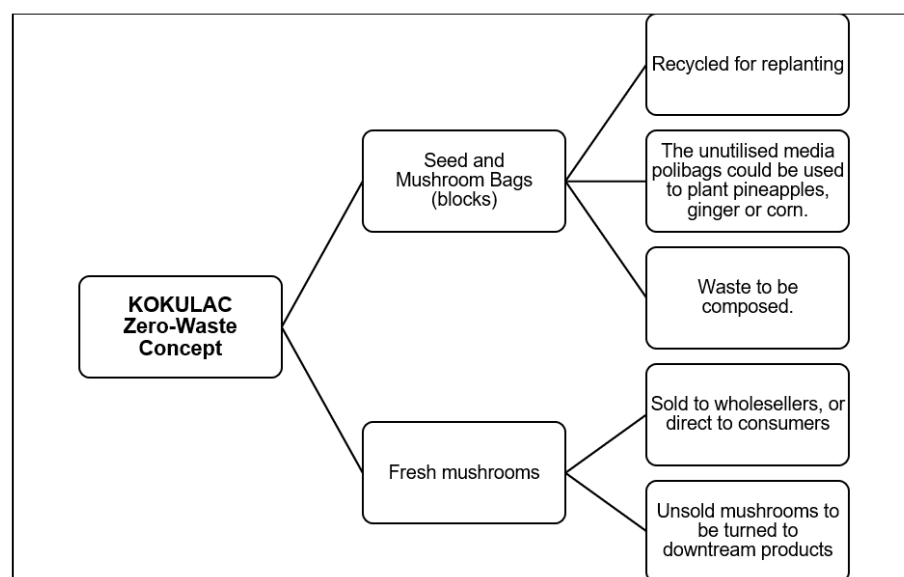 KOKULAC
Zero-Waste
Concept
Seed and
Mushroom Bags
(blocks)
Recycled for replanting
The unutilised media
polibags could be used
to plant pineapples,
ginger or corn.
Waste to be
composed.
Fresh mushrooms
Sold to wholesellers, or
direct to consumers
Unsold mushrooms to
be turned to
downtream products